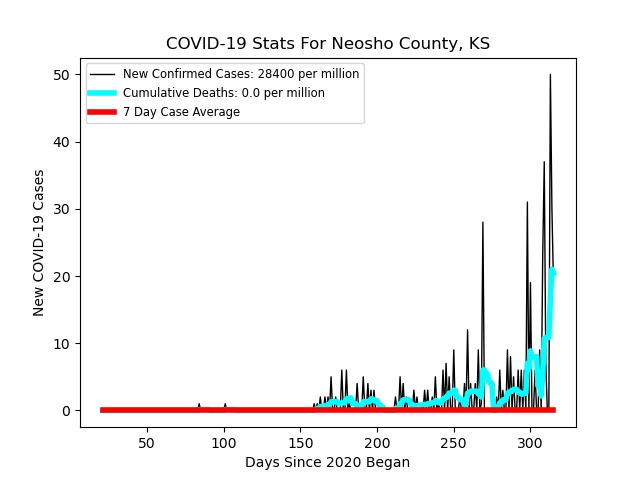 COVID-19 Stats For Neosho County, KS
New Confirmed Cases: 28400 per million
Cumulative Deaths: 0.0 per million
7 Day Case Average
New COVID-19 Cases
50
40
30
20
10
0
50 100 150 200 250 300
Days Since 2020 Began